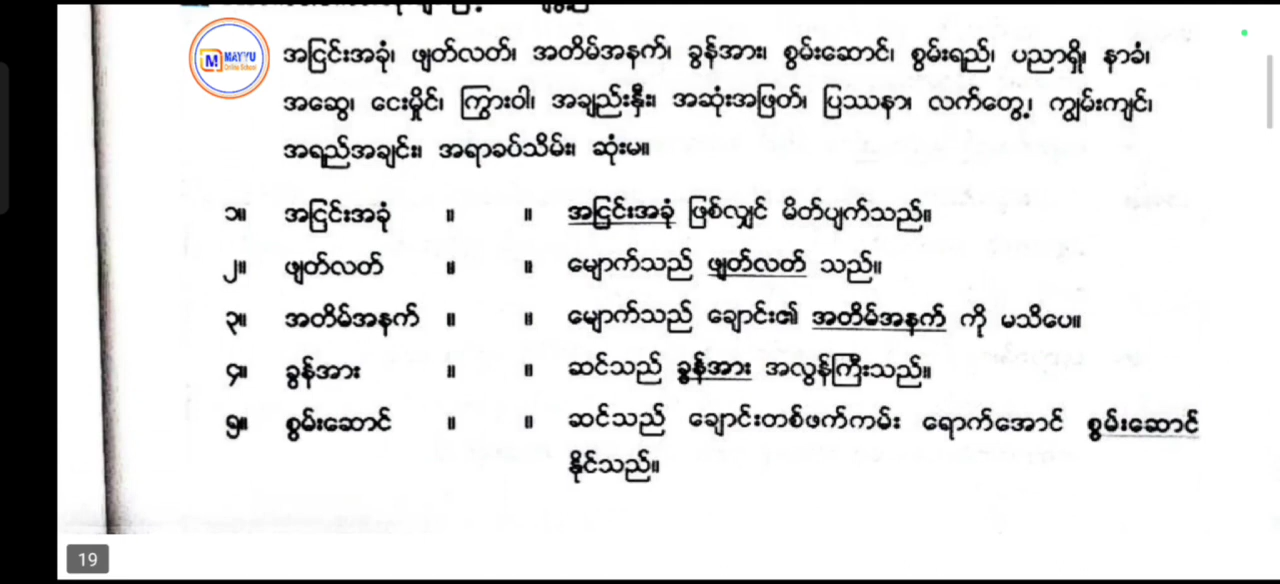 MAYYU
Online School
အငြင်းအခုံ၊ ဖျတ်လတ်၊ အတိမ်အနက်၊ ခွန်အား၊ စွမ်းဆောင်၊ စွမ်းရည်၊ ပညာရှိ၊ နာခံ၊
အဆွေ၊ ငေးမှိုင်၊ ကြွားဝါ၊ အချည်းနှီး၊ အဆုံးအဖြတ်၊ ပြဿနာ၊ လက်တွေ့၊ ကျွမ်းကျင်၊
အရည်အချင်း၊ အရာခပ်သိမ်း၊ ဆုံးမ။
၁။ အငြင်းအခုံ ။ ။ အငြင်းအခုံ ဖြစ်လျှင် မိတ်ပျက်သည်။
၂။ ဖျတ်လတ် ။ ။ မျောက်သည် ဖျတ်လတ် သည်။
၃။ အတိမ်အနက် ။ ။ မျောက်သည် ချောင်း၏ အတိမ်အနက် ကို မသိပေ။
၄။ ခွန်အား ။ ။ ဆင်သည် ခွန်အား အလွန်ကြီးသည်။
၅။ စွမ်းဆောင် ။ ။ ဆင်သည် ချောင်းတစ်ဖက်ကမ်း ရောက်အောင် စွမ်းဆောင်
နိုင်သည်။
19